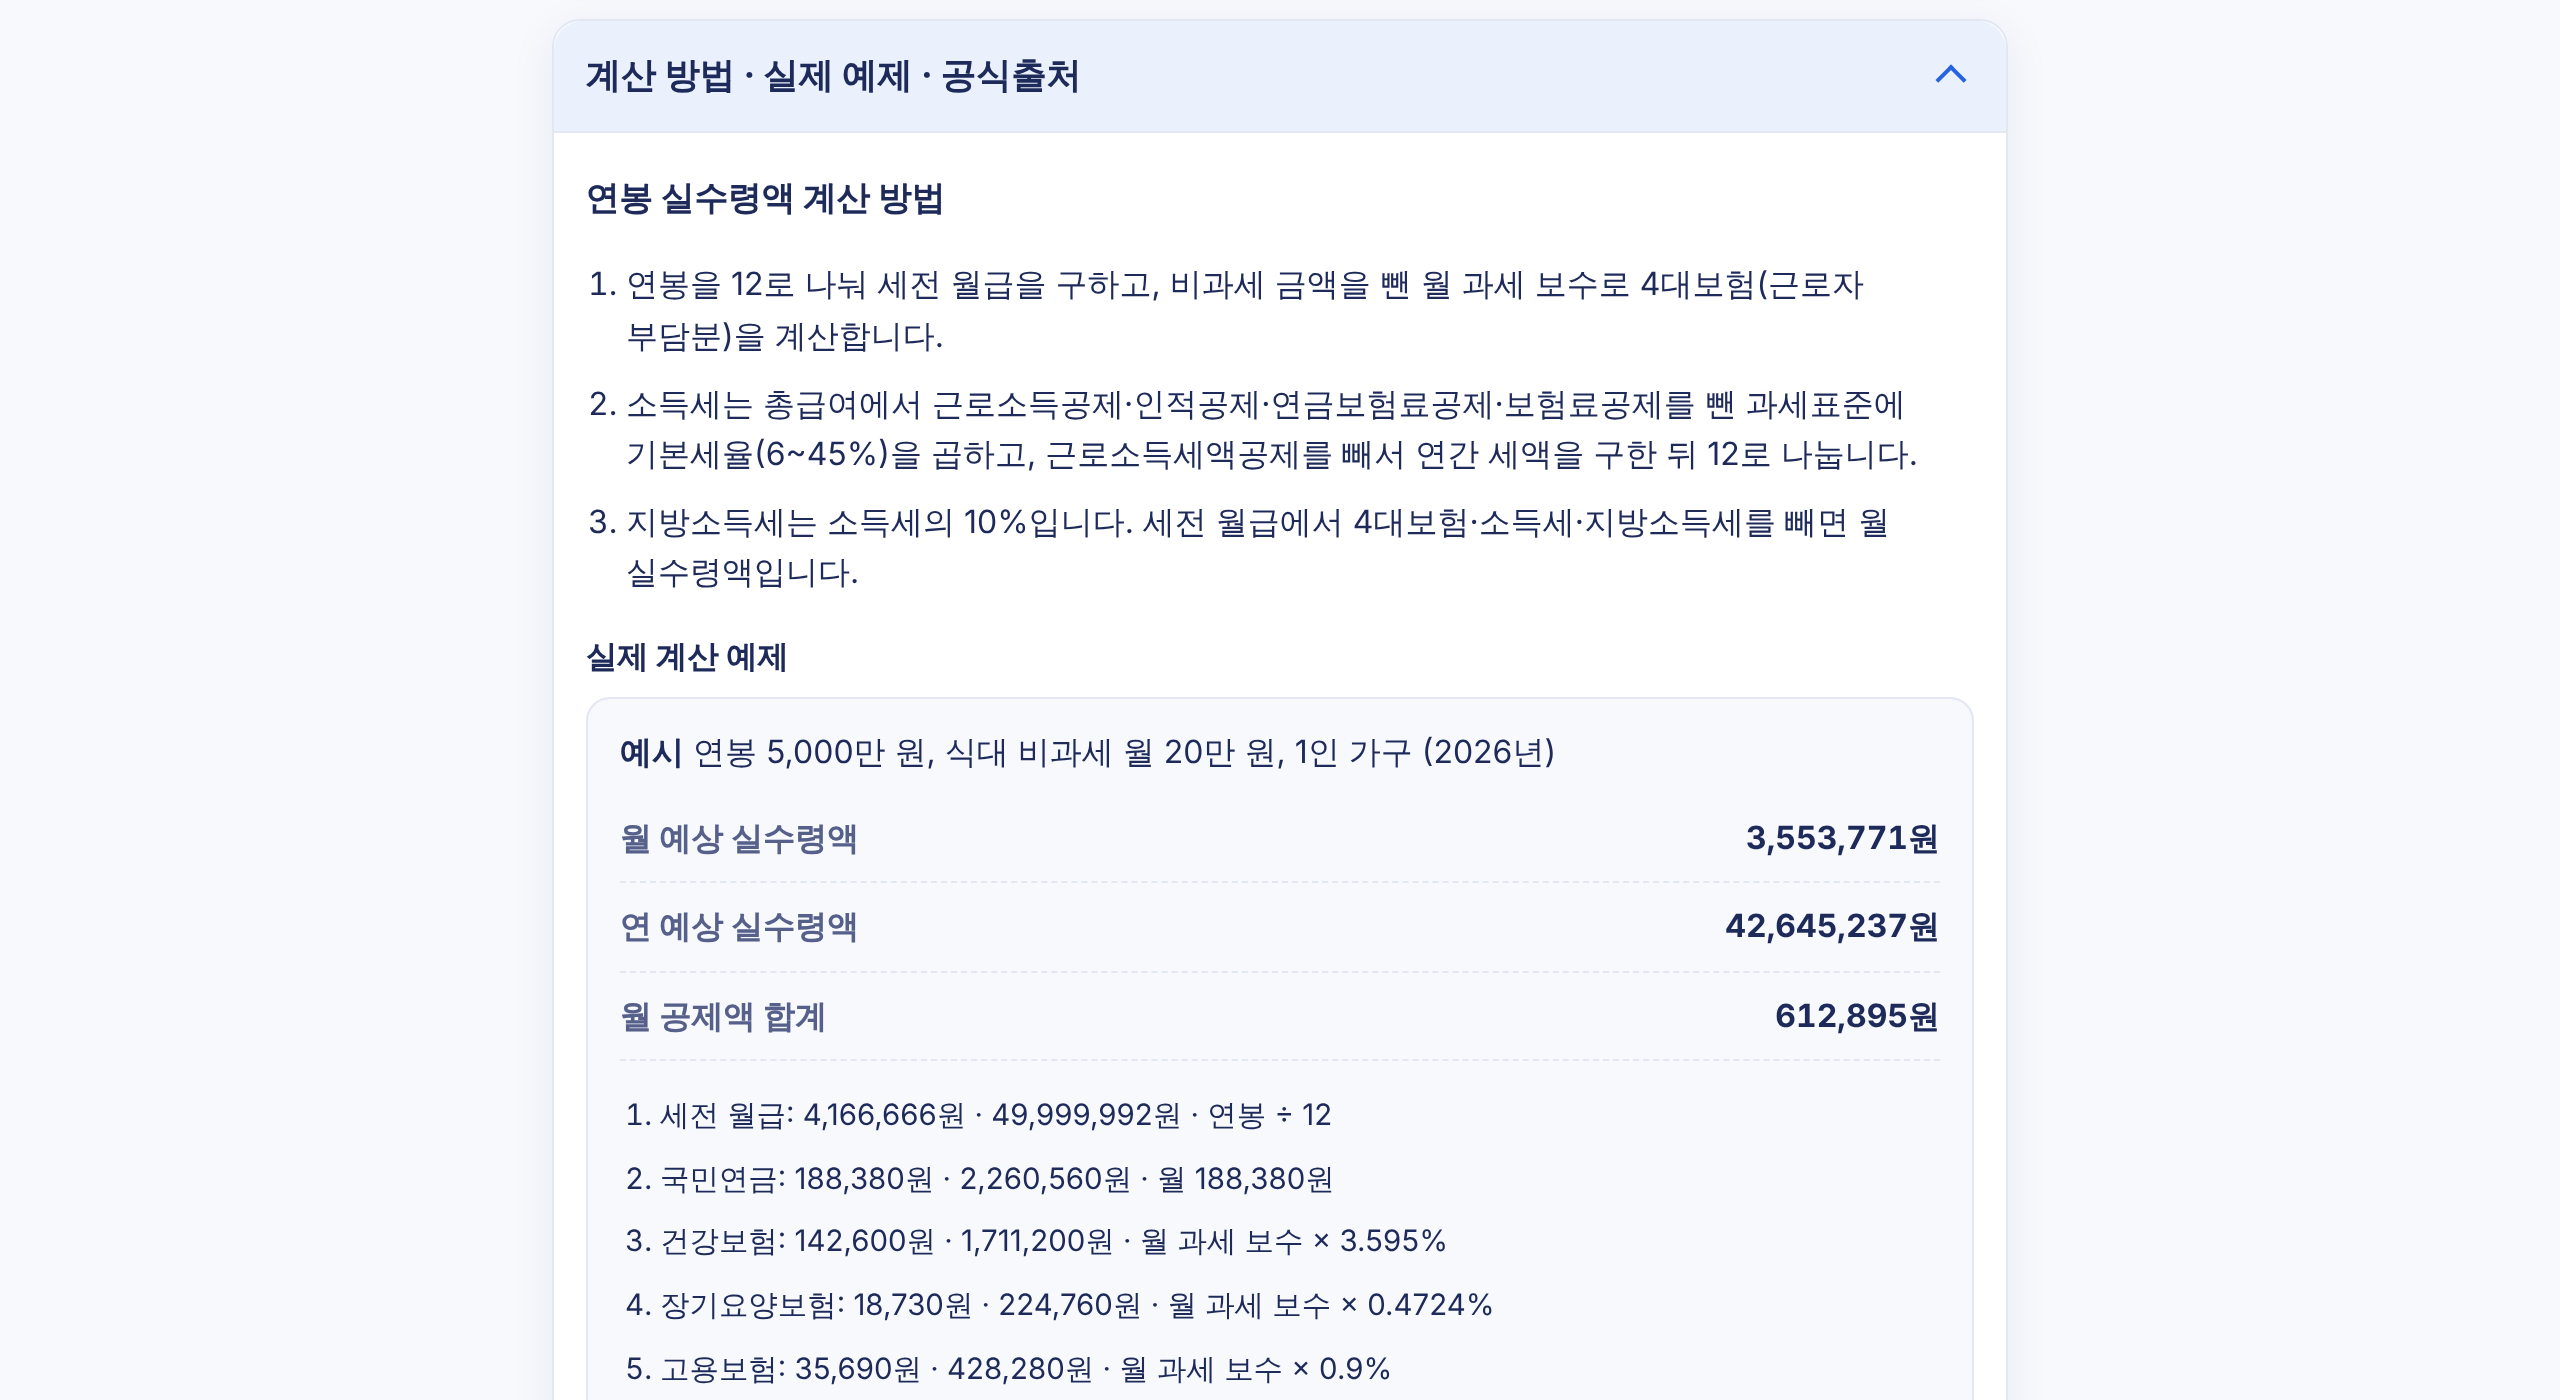 계산 방법 · 실제 예제 · 공식출처
연봉 실수령액 계산 방법
1. 연봉을 12로 나눠 세전 월급을 구하고, 비과세 금액을 뺀 월 과세 보수로 4대보험(근로자
부담분)을 계산합니다.
2. 소득세는 총급여에서 근로소득공제·인적공제·연금보험료공제·보험료공제를 뺀 과세표준에
기본세율(6~45%)을 곱하고, 근로소득세액공제를 빼서 연간 세액을 구한 뒤 12로 나눕니다.
3. 지방소득세는 소득세의 10%입니다. 세전 월급에서 4대보험·소득세·지방소득세를 빼면 월
실수령액입니다.
실제 계산 예제
예시 연봉 5,000만 원, 식대 비과세 월 20만 원, 1인 가구 (2026년)
월 예상 실수령액 3,553,771원
연 예상 실수령액 42,645,237원
월 공제액 합계 612,895원
1. 세전 월급: 4,166,666원 · 49,999,992원 · 연봉 ÷ 12
2. 국민연금: 188,380원 · 2,260,560원 · 월 188,380원
3. 건강보험: 142,600원 · 1,711,200원 · 월 과세 보수 × 3.595%
4. 장기요양보험: 18,730원 · 224,760원 · 월 과세 보수 × 0.4724%
5. 고용보험: 35,690원 · 428,280원 · 월 과세 보수 × 0.9%